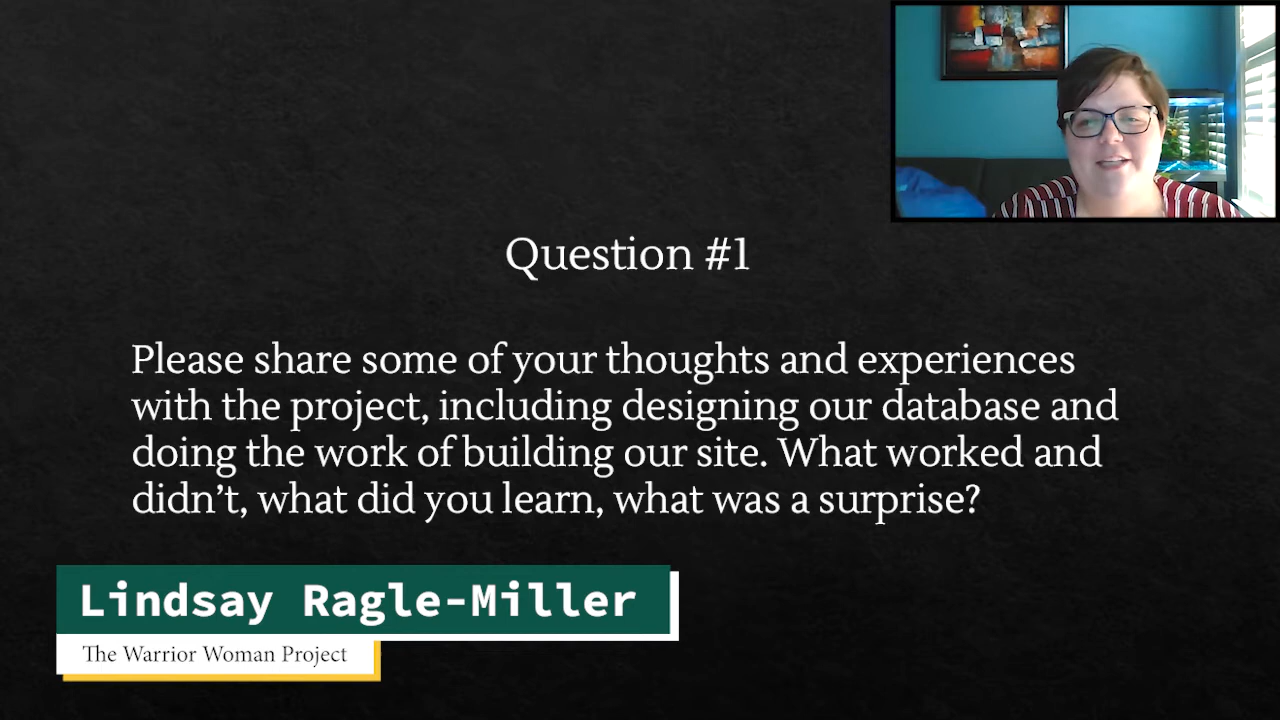 Question #1
Please share some of your thoughts and experiences
with the project, including designing our database and
doing the work of building our site. What worked and
didn’t, what did you learn, what was a surprise?
Lindsay Ragle-Miller
The Warrior Woman Project